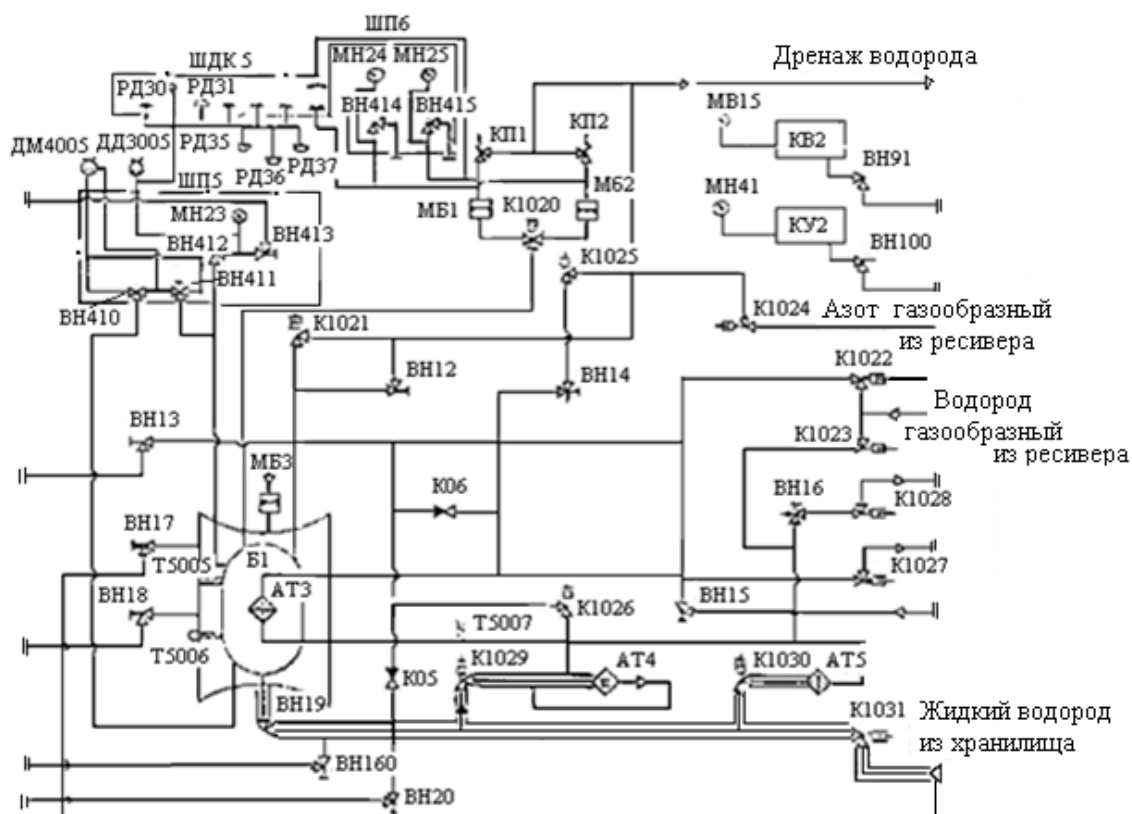 ШП6
ШДК 5
МН24 МН25
Дренаж водорода
РД30 РД31
ВН414 ВН415
МВ15
КВ2
КП1 КП2
ДМ4005 ДД3005
РД35
РД36 РД37
ВН91
ШП5
МБ1 К1020 Мб2
МН41
КУ2
МН23
ВН412 ВН413
ВН100
К1025
ВН411
ВН410
К1024
Азот газообразный
из ресивера
К1021
К1022
ВН12 ВН14
Водород
газообразный
из ресивера
ВН13
К1023
МБ3
К06
ВН16
К1028
ВН17
Т5005 Б1
К1027
АТ3
ВН18
К1026
ВН15
Т5007
Т5006
К05 К1029 АТ4 К1030 АТ5
ВН19
К1031
Жидкий водород
из хранилища
ВН160
ВН20